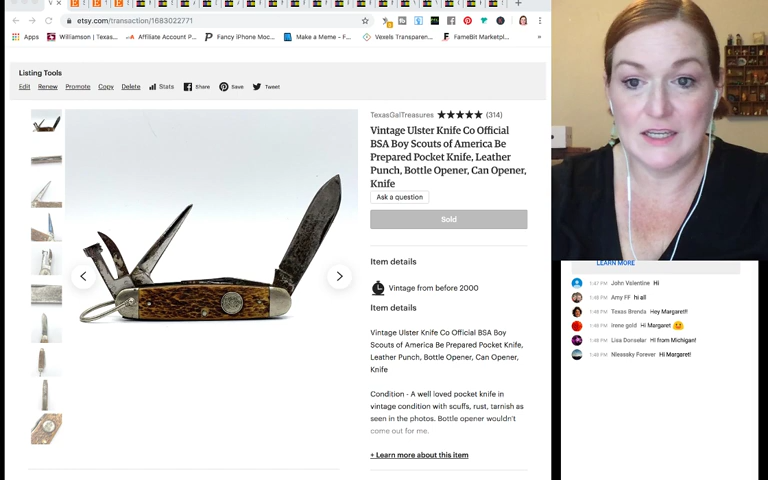 etsy.com/transaction/1683022771
Apps
Williamson | Texas...
Affiliate Account P...
Fancy iPhone Moc...
Make a Meme - F...
Vexels Transparen...
FameBit Marketpl...
»
Listing Tools
Edit Renew Promote Copy Delete Stats Share Save Tweet
TexasGalTreasures ★★★★★ (314)
Vintage Ulster Knife Co Official
BSA Boy Scouts of America Be
Prepared Pocket Knife, Leather
Punch, Bottle Opener, Can Opener,
Knife
Ask a question
Sold
Item details
Vintage from before 2000
Item details
Vintage Ulster Knife Co Official BSA Boy
Scouts of America Be Prepared Pocket Knife,
Leather Punch, Bottle Opener, Can Opener,
Knife
Condition - A well loved pocket knife in
vintage condition with scuffs, rust, tarnish as
seen in the photos. Bottle opener wouldn't
come out for me.
+ Learn more about this item
LEARN MORE
1:47 PM John Valentine Hi
1:48 PM Amy FF hi all
1:48 PM Texas Brenda Hey Margaret!!
1:48 PM Irene gold Hi Margaret
1:48 PM Lisa Donselar Hi from Michigan!
1:48 PM Niessky Forever Hi Margaret!